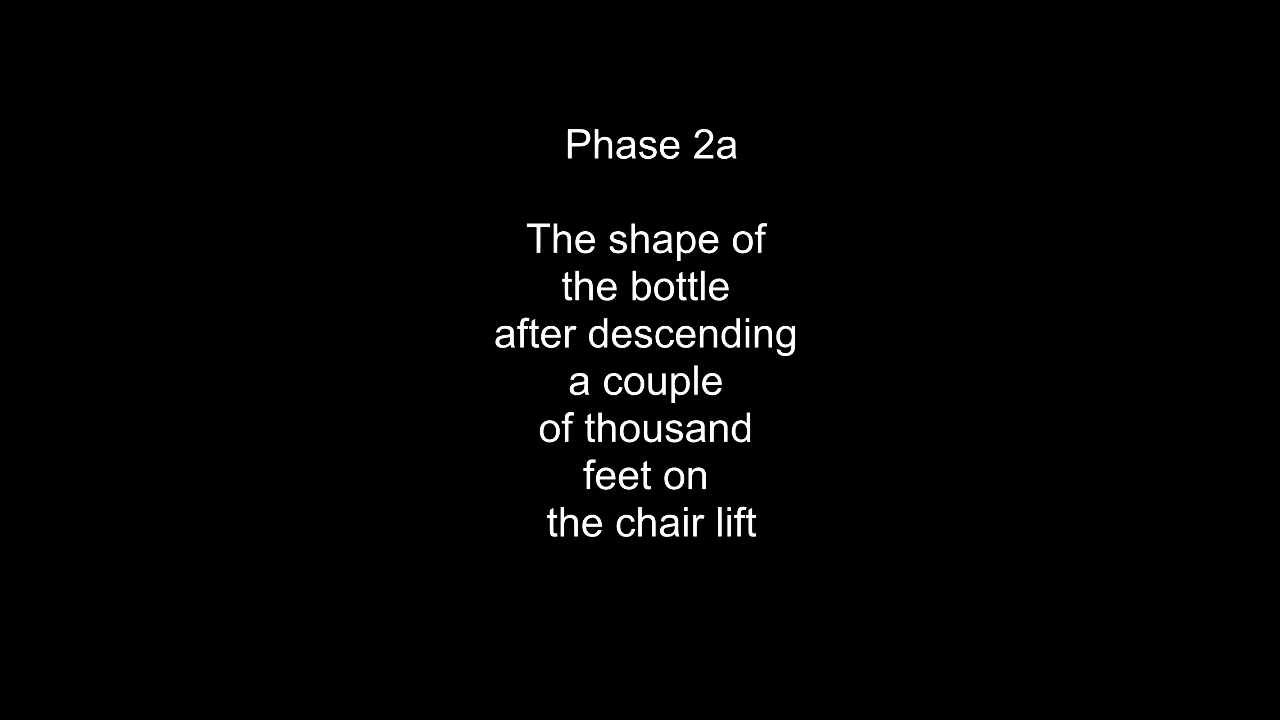 Phase 2a
The shape of
the bottle
after descending
a couple
of thousand
feet on
the chair lift